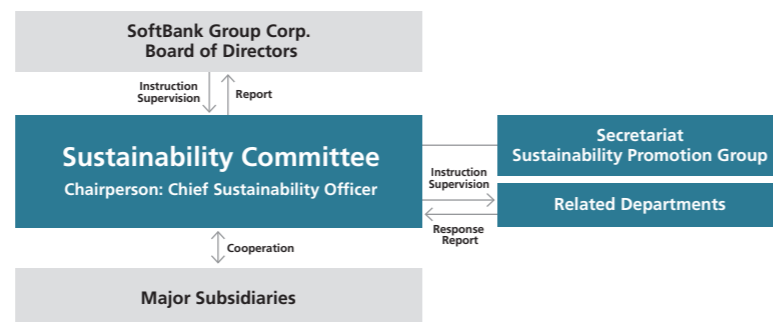 SoftBank Group Corp.
Board of Directors
Instruction
Supervision
Report
Sustainability Committee
Chairperson: Chief Sustainability Officer
Secretariat
Sustainability Promotion Group
Instruction
Supervision
Related Departments
Response
Report
Cooperation
Major Subsidiaries